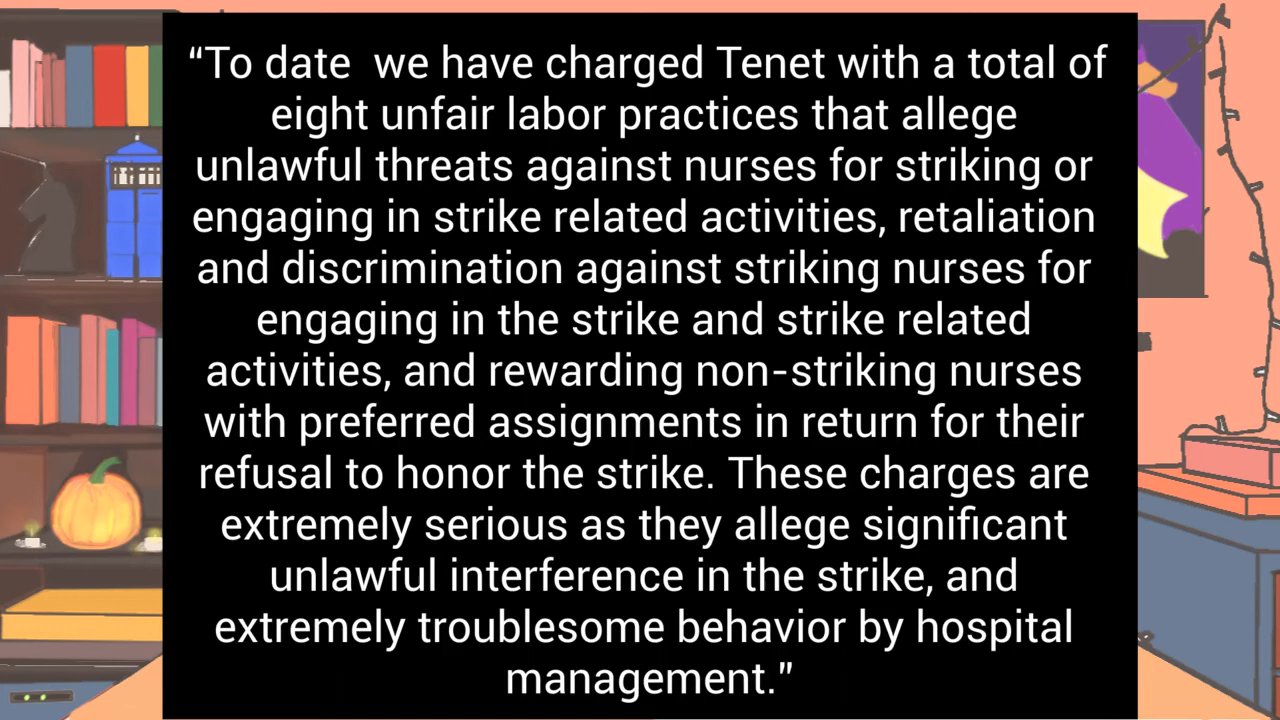 “To date  we have charged Tenet with a total of
eight unfair labor practices that allege
unlawful threats against nurses for striking or
engaging in strike related activities, retaliation
and discrimination against striking nurses for
engaging in the strike and strike related
activities, and rewarding non-striking nurses
with preferred assignments in return for their
refusal to honor the strike. These charges are
extremely serious as they allege significant
unlawful interference in the strike, and
extremely troublesome behavior by hospital
management.”